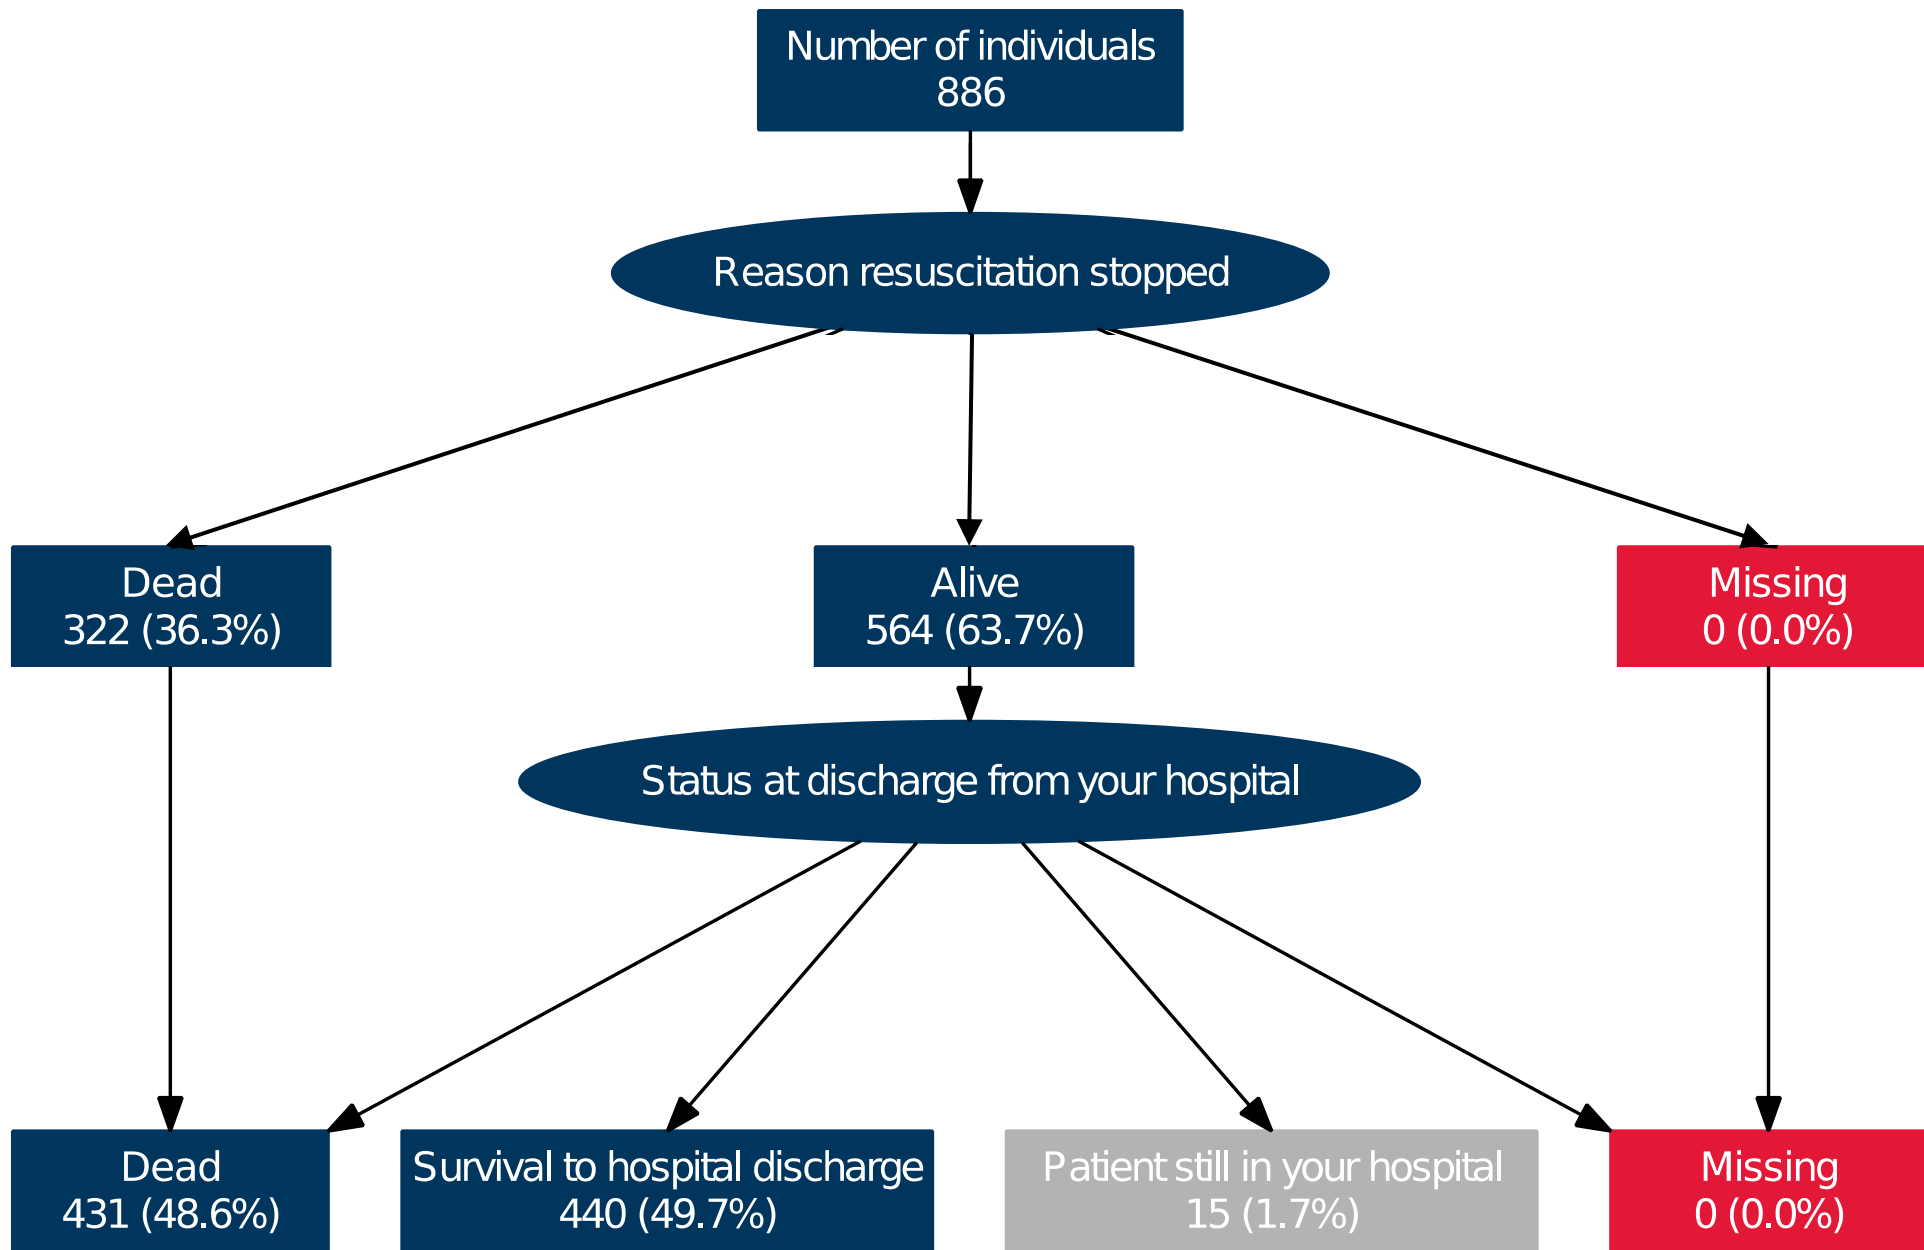 Number of individuals
886
Reason resuscitation stopped
Dead
322 (36.3%)
Alive
564 (63.7%)
Missing
0 (0.0%)
Status at discharge from your hospital
Dead
431 (48.6%)
Survival to hospital discharge
440 (49.7%)
Patient still in your hospital
15 (1.7%)
Missing
0 (0.0%)